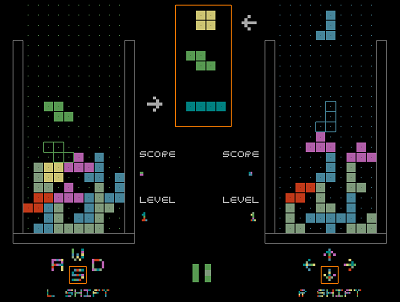 SCORE SCORE
LEVEL LEVEL
1 1
W
A S D
L SHIFT R SHIFT